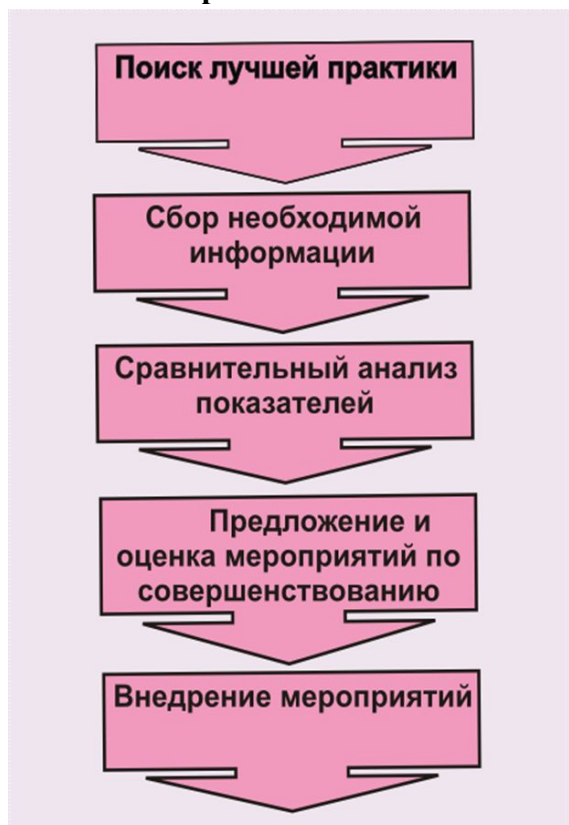 Поиск лучшей практики
Сбор необходимой
информации
Сравнительный анализ
показателей
Предложение и
оценка мероприятий по
совершенствованию
Внедрение мероприятий